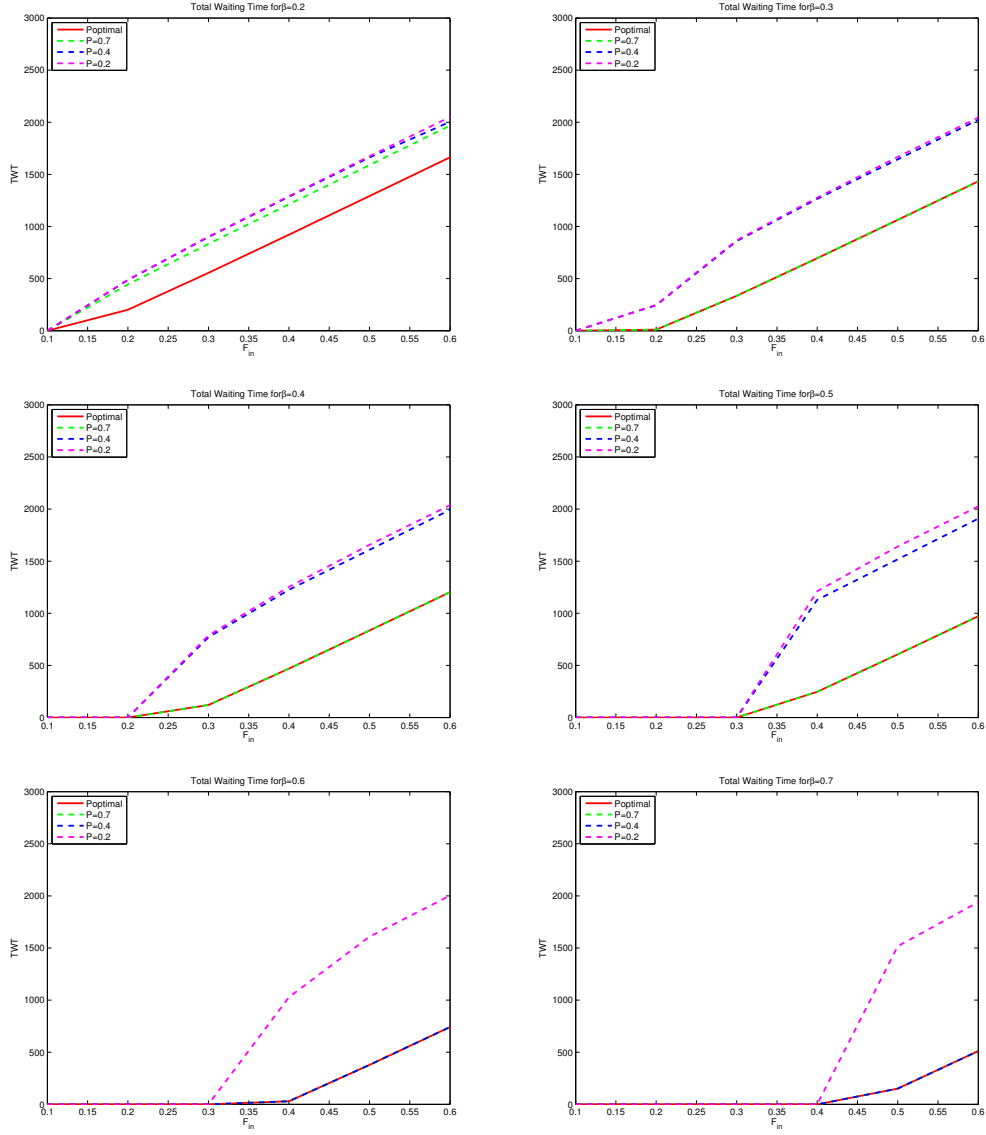 Total Waiting Time forβ=0.2
3000
2500
2000
1500
1000
500
0
TWT
Poptimal
P=0.7
P=0.4
P=0.2
0.1 0.15 0.2 0.25 0.3 0.35 0.4 0.45 0.5 0.55 0.6
F_in
Total Waiting Time forβ=0.3
3000
2500
2000
1500
1000
500
0
TWT
Poptimal
P=0.7
P=0.4
P=0.2
0.1 0.15 0.2 0.25 0.3 0.35 0.4 0.45 0.5 0.55 0.6
F_in
Total Waiting Time forβ=0.4
3000
2500
2000
1500
1000
500
0
TWT
Poptimal
P=0.7
P=0.4
P=0.2
0.1 0.15 0.2 0.25 0.3 0.35 0.4 0.45 0.5 0.55 0.6
F_in
Total Waiting Time forβ=0.5
3000
2500
2000
1500
1000
500
0
TWT
Poptimal
P=0.7
P=0.4
P=0.2
0.1 0.15 0.2 0.25 0.3 0.35 0.4 0.45 0.5 0.55 0.6
F_in
Total Waiting Time forβ=0.6
3000
2500
2000
1500
1000
500
0
TWT
Poptimal
P=0.7
P=0.4
P=0.2
0.1 0.15 0.2 0.25 0.3 0.35 0.4 0.45 0.5 0.55 0.6
F_in
Total Waiting Time forβ=0.7
3000
2500
2000
1500
1000
500
0
TWT
Poptimal
P=0.7
P=0.4
P=0.2
0.1 0.15 0.2 0.25 0.3 0.35 0.4 0.45 0.5 0.55 0.6
F_in